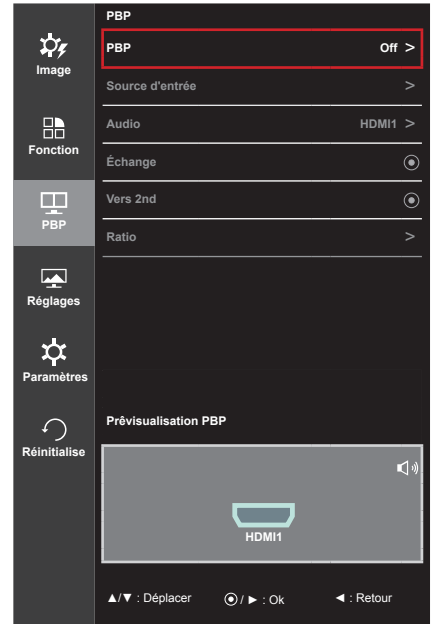 PBP
PBP Off >
Source d'entrée >
Audio HDMI1 >
Échange
Vers 2nd
Ratio >
Image
Fonction
PBP
Réglages
Paramètres
Réinitialise
Prêvisualisation PBP
HDMI1
▲/▼ : Déplacer ⦿/ ► : Ok ◄ : Retour